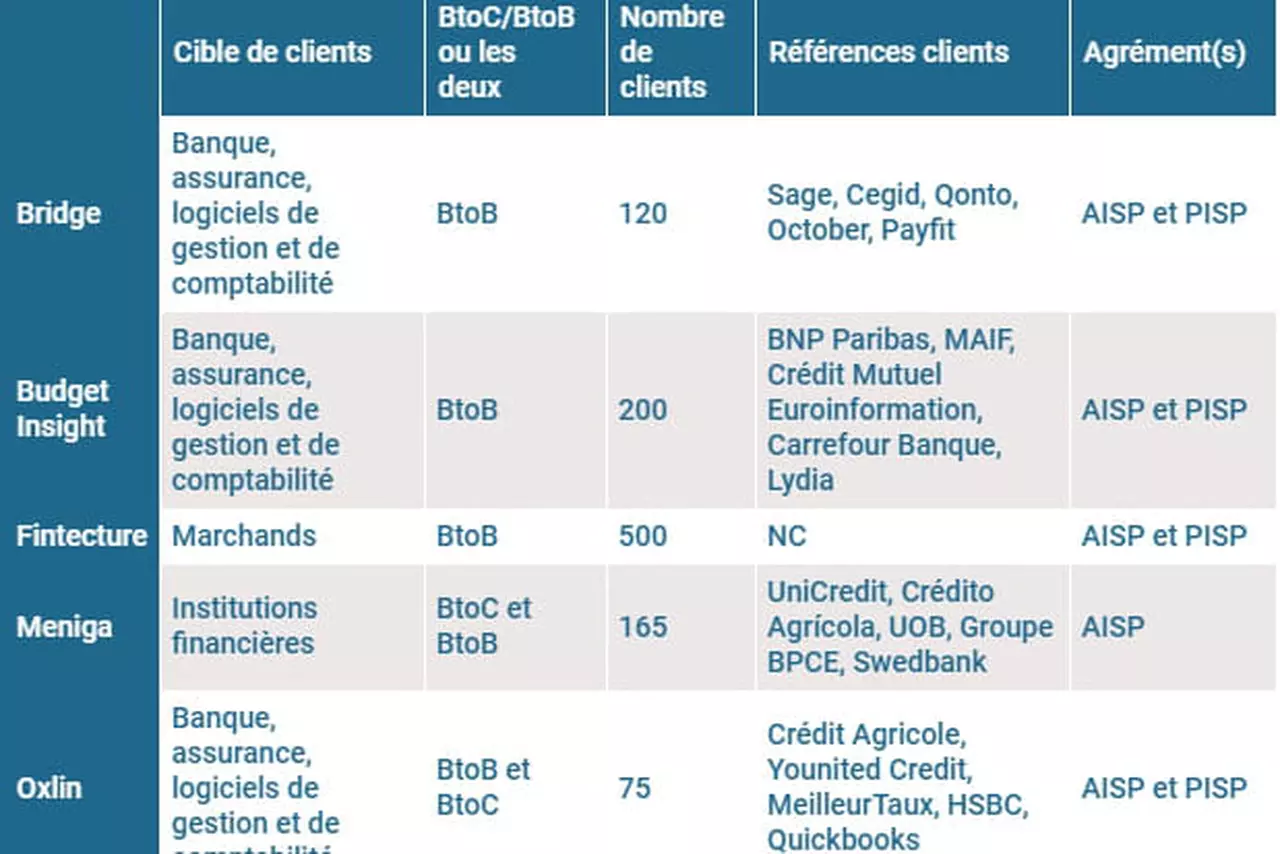 Cible de clients
BtoC/BtoB
ou les
deux
Nombre
de
clients
Références clients
Agrément(s)
Bridge
Banque,
assurance,
logiciels de
gestion et de
comptabilité
BtoB
120
Sage, Cegid, Qonto,
October, Payfit
AISP et PISP
Budget
Insight
Banque,
assurance,
logiciels de
gestion et de
comptabilité
BtoB
200
BNP Paribas, MAIF,
Crédit Mutuel
Euroinformation,
Carrefour Banque,
Lydia
AISP et PISP
Fintecture
Marchands
BtoB
500
NC
AISP et PISP
Meniga
Institutions
financières
BtoC et
BtoB
165
UniCredit, Crédito
Agrícola, UOB, Groupe
BPCE, Swedbank
AISP
Oxlin
Banque,
assurance,
logiciels de
gestion et de
BtoB et
BtoC
75
Crédit Agricole,
Younited Credit,
MeilleurTaux, HSBC,
Quickbooks
AISP et PISP